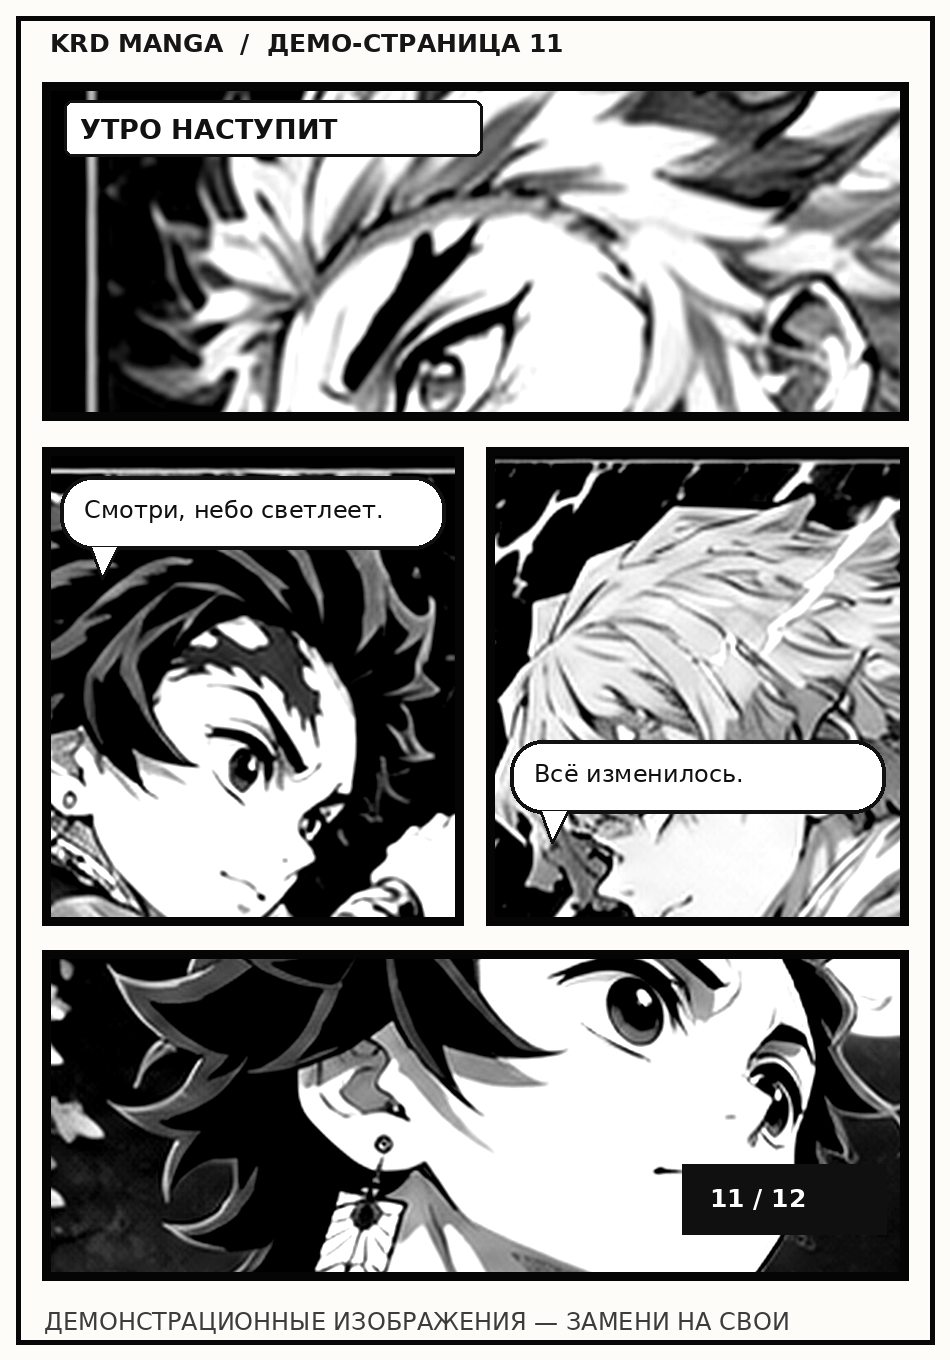 KRD MANGA / ДЕМО-СТРАНИЦА 11
УТРО НАСТУПИТ
Смотри, небо светлеет.
Всё изменилось.
11 / 12
ДЕМОНСТРАЦИОННЫЕ ИЗОБРАЖЕНИЯ — ЗАМЕНИ НА СВОИ